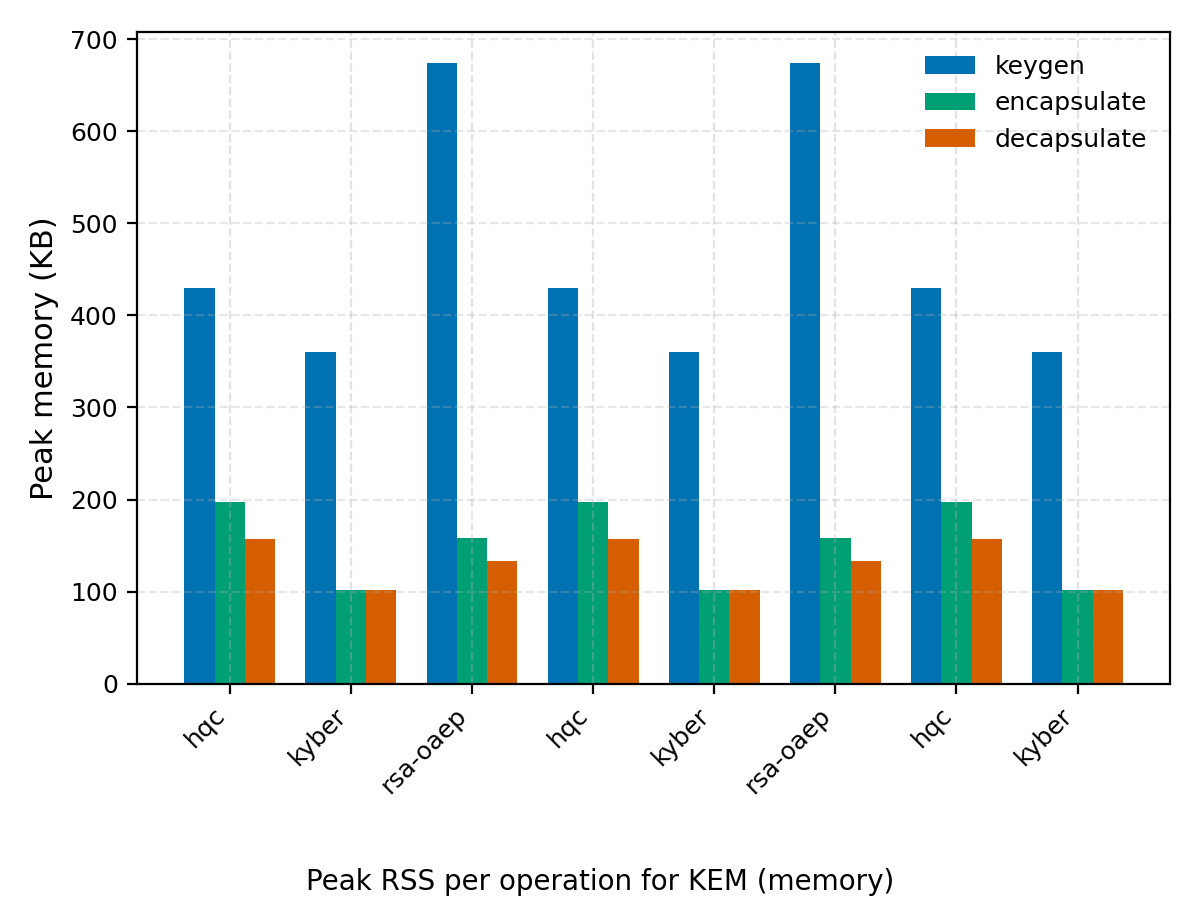 700
600
500
400
300
200
100
0
Peak memory (KB)
keygen
encapsulate
decapsulate
hqc
kyber
rsa-oaep
hqc
kyber
rsa-oaep
hqc
kyber
Peak RSS per operation for KEM (memory)